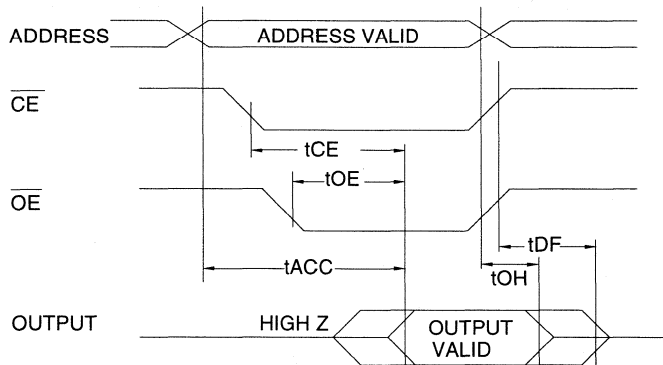 ADDRESS
ADDRESS VALID
CE
tCE
tOE
OE
tDF
tACC
tOH
OUTPUT
HIGH Z
OUTPUT
VALID